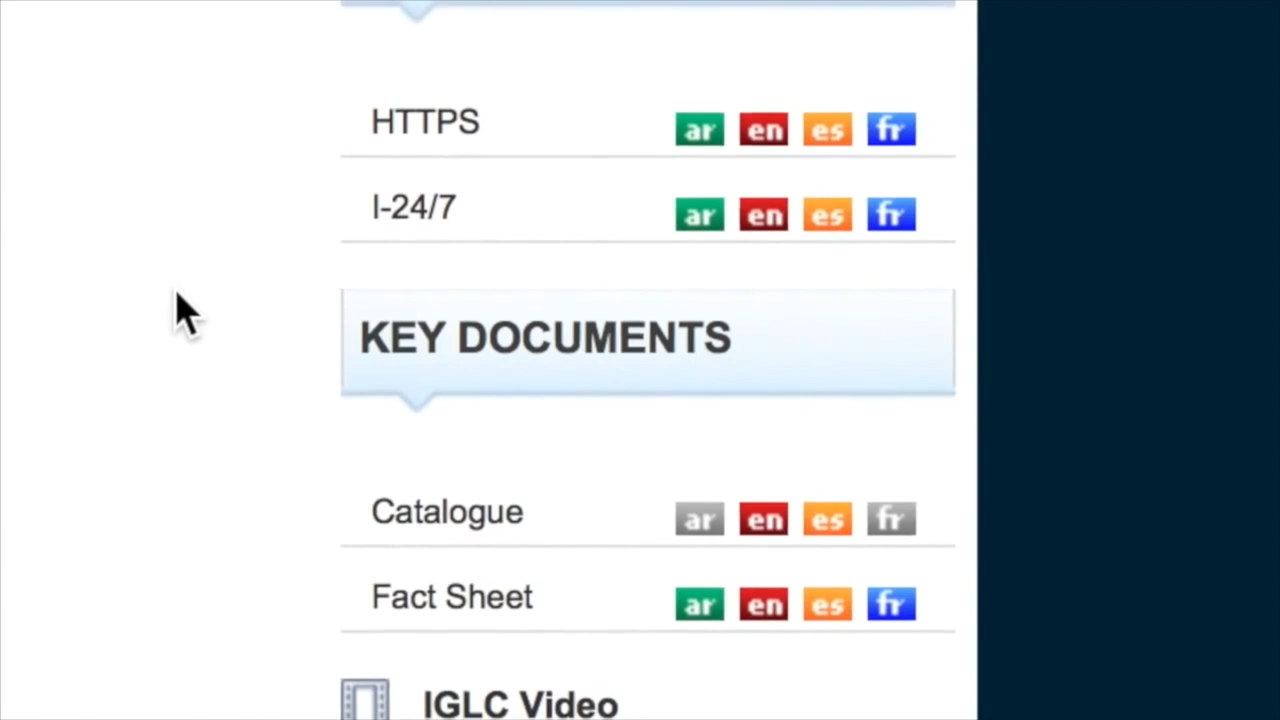 HTTPS ar en es fr
I-24/7 ar en es fr
KEY DOCUMENTS
Catalogue ar en es fr
Fact Sheet ar en es fr
IGLC Video